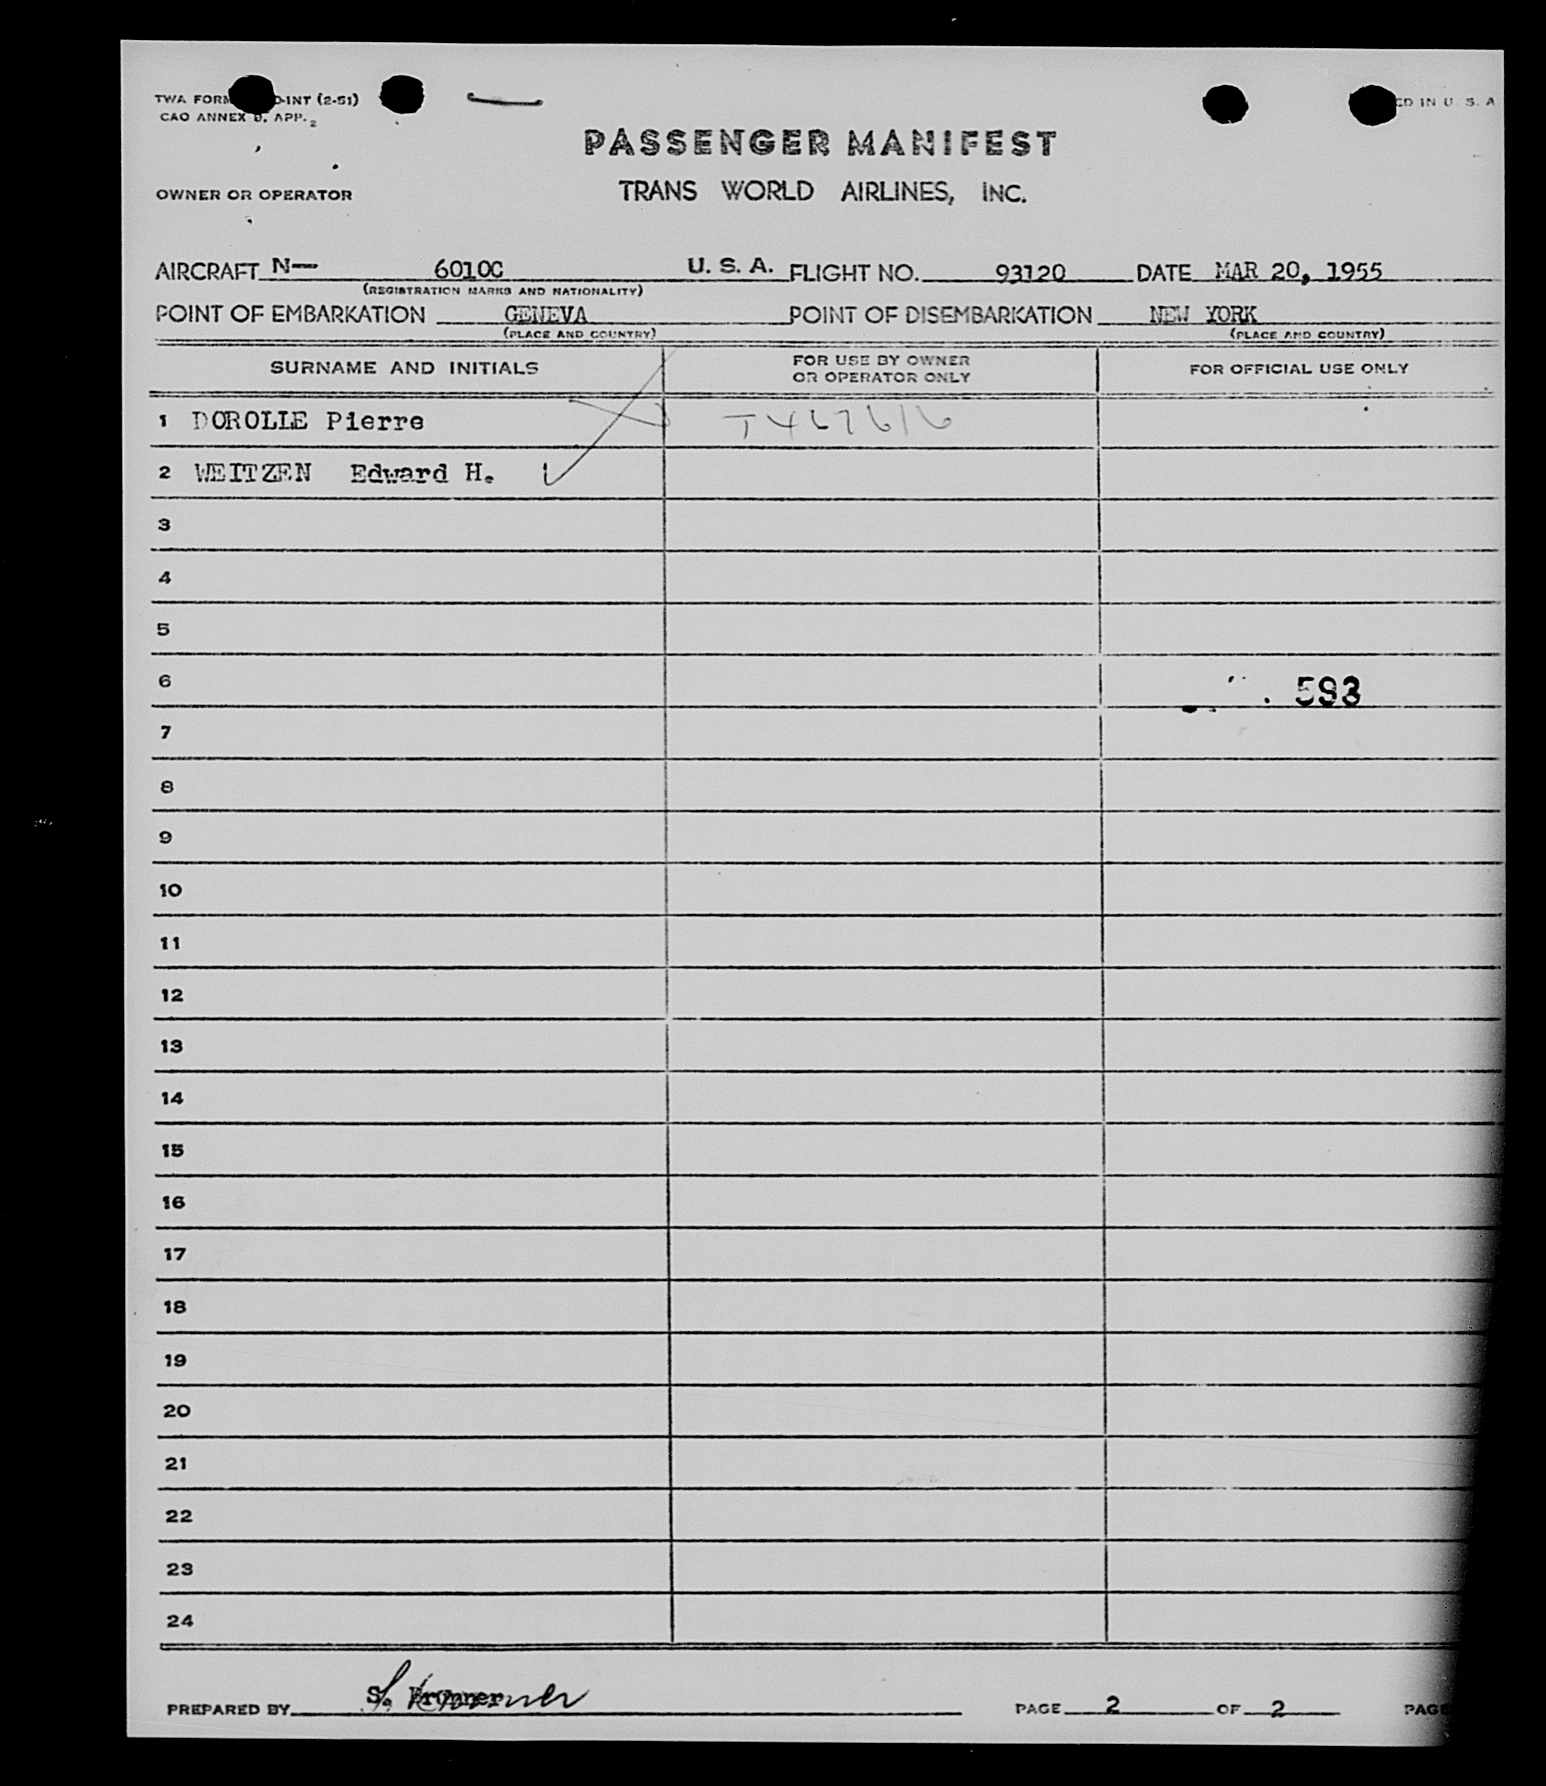 TWA FORM D-INT (2-51)
CAO ANNEX 9, APP. 2
ED IN U. S. A
PASSENGER MANIFEST
OWNER OR OPERATOR
TRANS WORLD AIRLINES, INC.
AIRCRAFT N— 6010C U. S. A. FLIGHT NO. 93120 DATE MAR 20, 1955
(REGISTRATION MARKS AND NATIONALITY)
POINT OF EMBARKATION GENEVA POINT OF DISEMBARKATION NEW YORK
(PLACE AND COUNTRY) (PLACE AND COUNTRY)
SURNAME AND INITIALS FOR USE BY OWNER OR OPERATOR ONLY FOR OFFICIAL USE ONLY
1 DOROLLE Pierre T467616
2 WEITZEN Edward H.
3
4
5
6 593
7
8
9
10
11
12
13
14
15
16
17
18
19
20
21
22
23
24
PREPARED BY S. Brunner PAGE 2 OF 2 PAGE